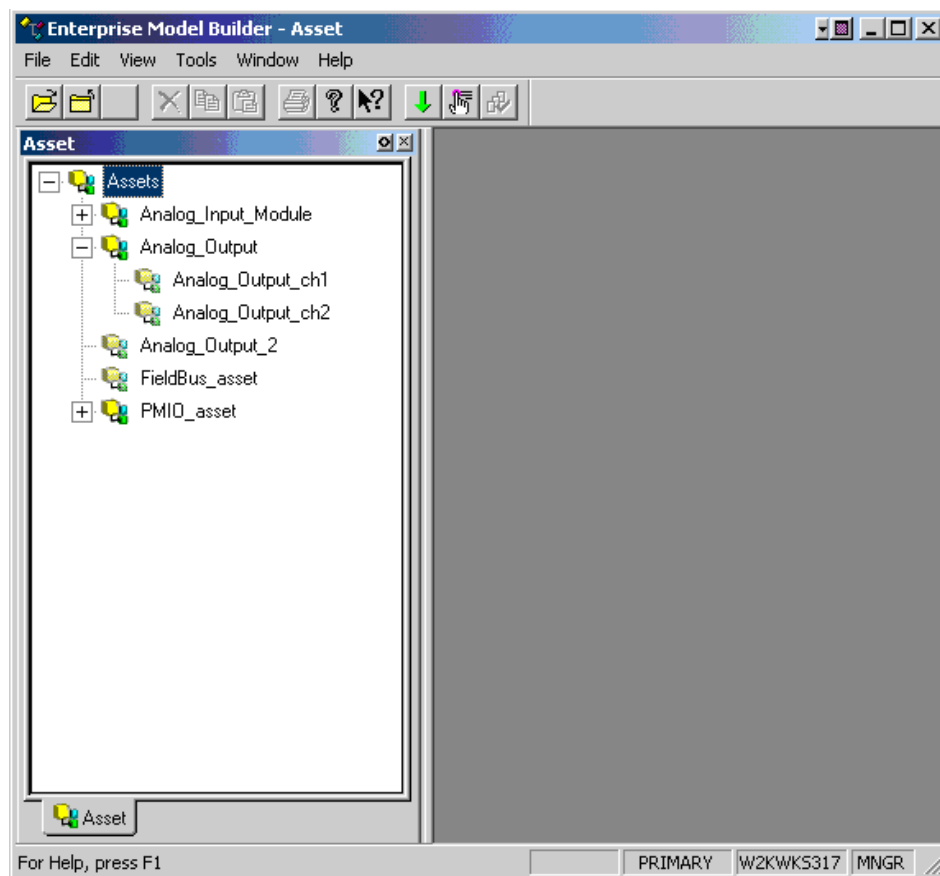 Enterprise Model Builder - Asset
File Edit View Tools Window Help
Asset
Assets
Analog_Input_Module
Analog_Output
Analog_Output_ch1
Analog_Output_ch2
Analog_Output_2
FieldBus_asset
PMIO_asset
Asset
For Help, press F1 PRIMARY W2KWKS317 MNGR